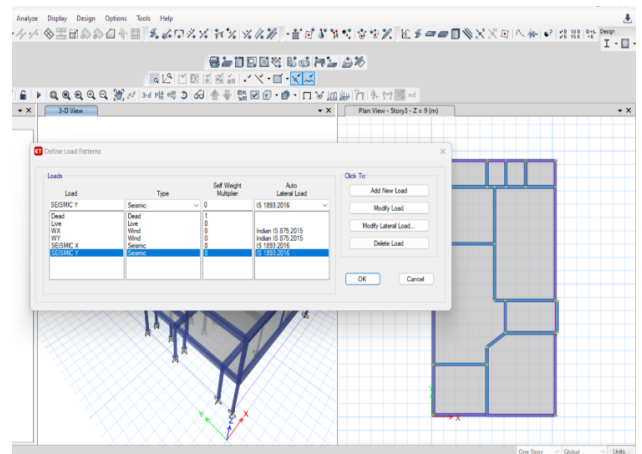 Analyze Display Design Options Tools Help
Design
3-d
3-D View
Plan View - Story3 - Z = 9 (m)
Define Load Patterns
Loads
Click To:
Load Type Self Weight Multiplier Auto Lateral Load
SEISMIC Y Seismic 0 IS 1893:2016
Dead Dead 1
Live Live 0
WX Wind 0 Indian IS 875:2015
WY Wind 0 Indian IS 875:2015
SEISMIC X Seismic 0 IS 1893:2016
SEISMIC Y Seismic 0 IS 1893:2016
Add New Load
Modify Load
Modify Lateral Load...
Delete Load
OK Cancel
Y Z X
X
One Story Global Units...